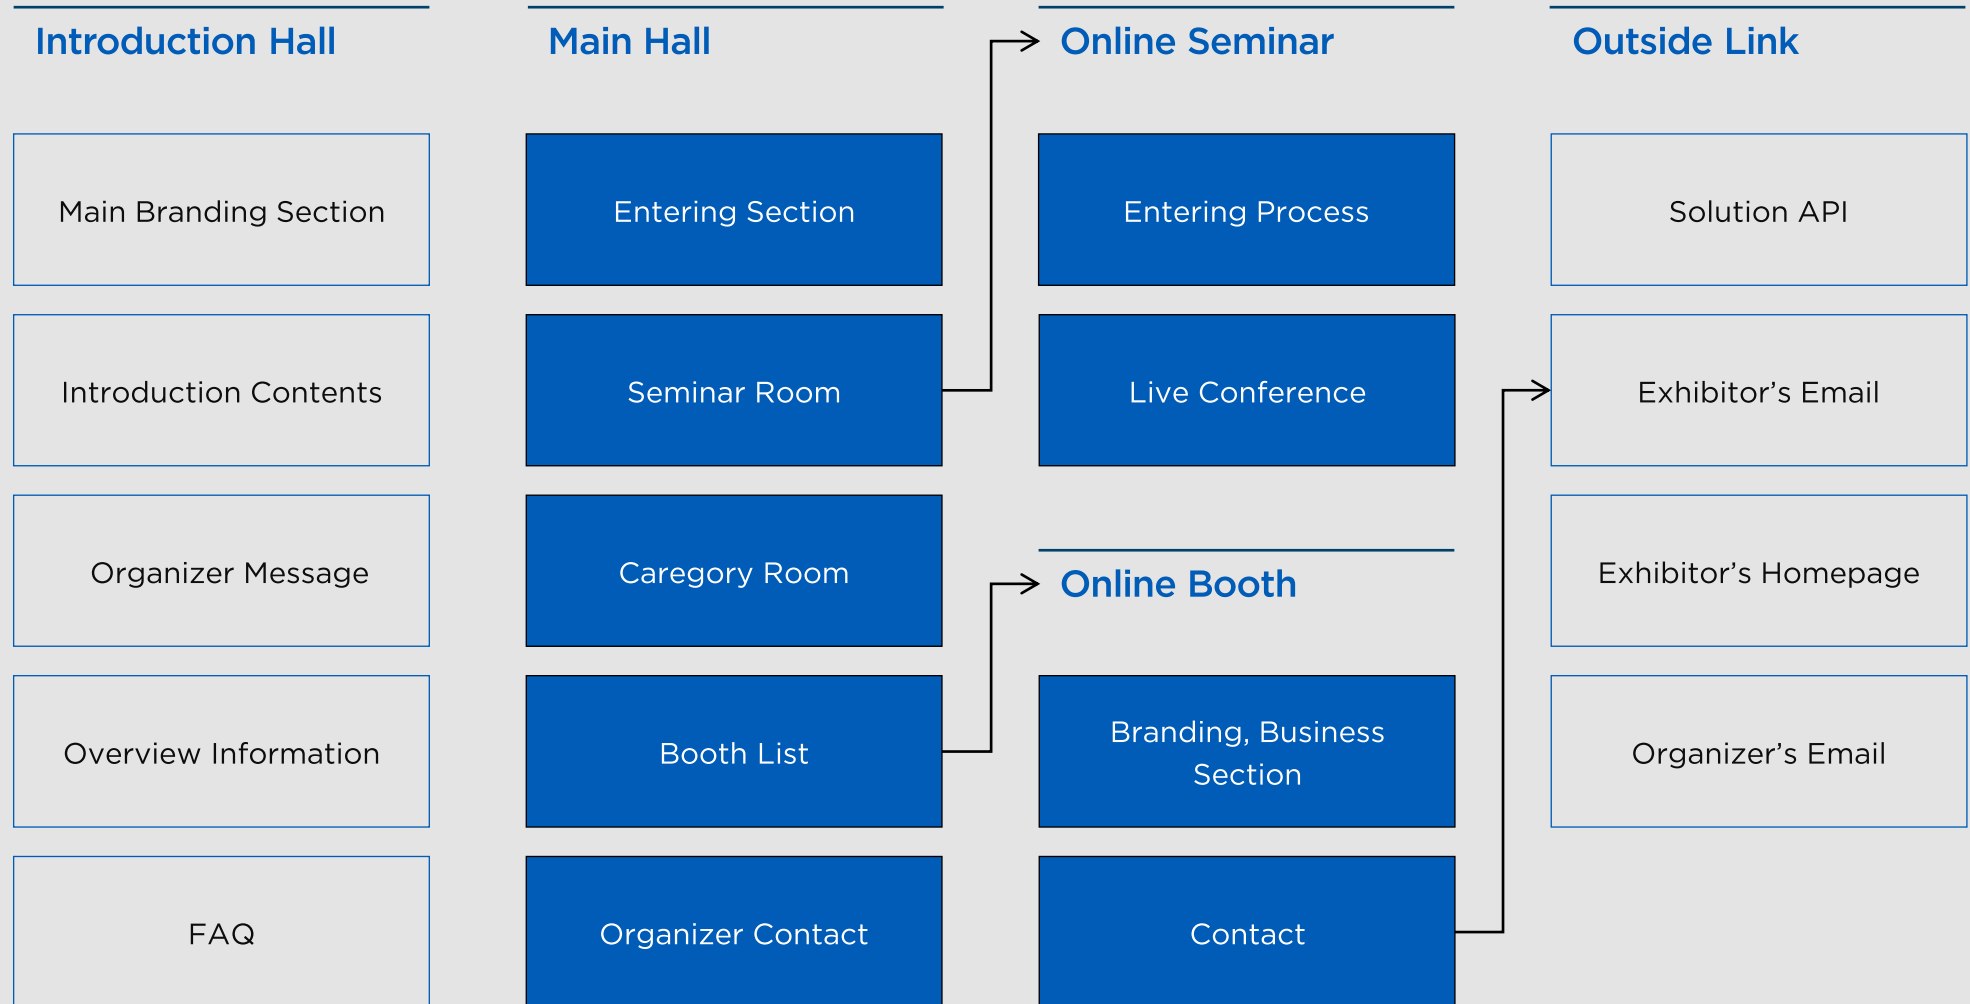 Introduction Hall
Main Branding Section
Introduction Contents
Organizer Message
Overview Information
FAQ
Main Hall
Entering Section
Seminar Room
Caregory Room
Booth List
Organizer Contact
Online Seminar
Entering Process
Live Conference
Online Booth
Branding, Business
Section
Contact
Outside Link
Solution API
Exhibitor’s Email
Exhibitor’s Homepage
Organizer’s Email